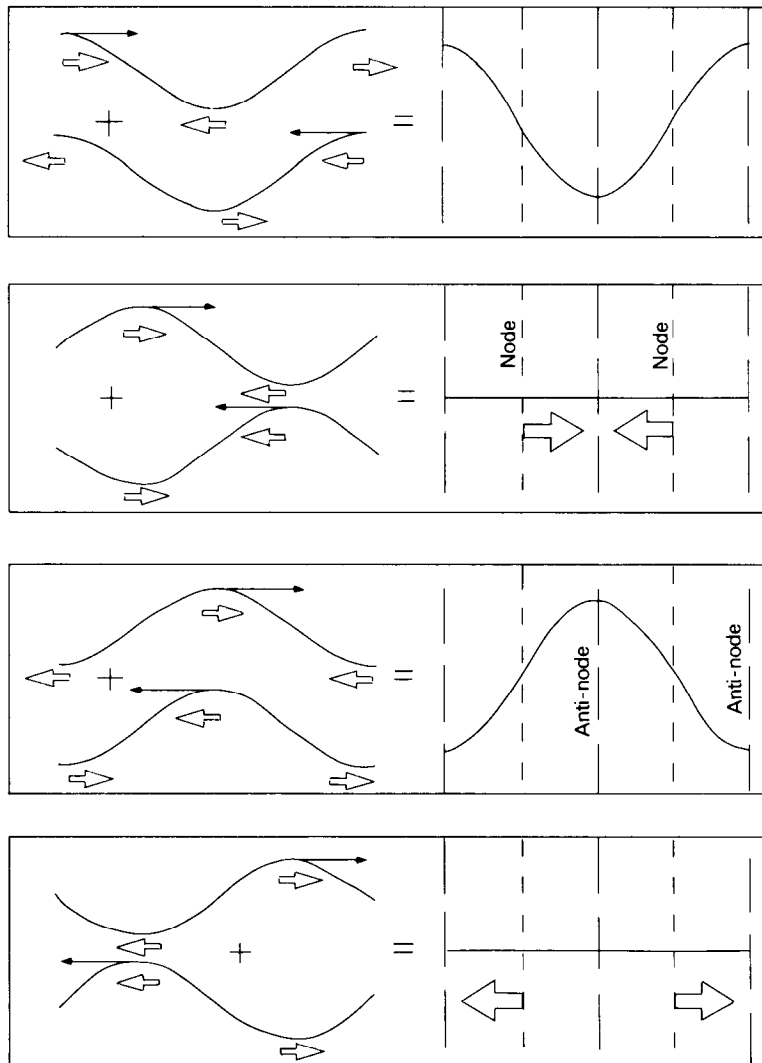 +
=
+
=
Node
Node
+
=
Anti-node
Anti-node
+
=